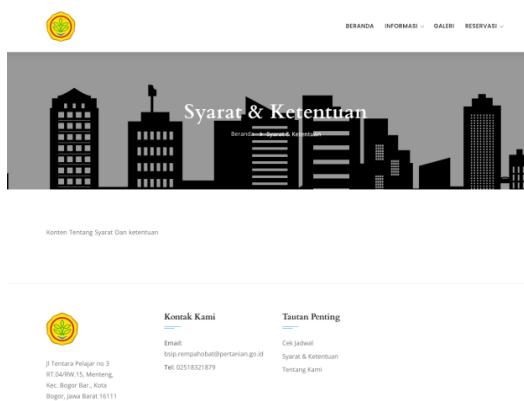 BERANDA INFORMASI GALERI RESERVASI
Syarat & Ketentuan
Beranda Syarat & Ketentuan
Konten Tentang Syarat Dan ketentuan
Kontak Kami
Tautan Penting
Email:
bsip.rempahobat@pertanian.go.id
Tel: 02518321879
Cek Jadwal
Syarat & Ketentuan
Tentang Kami
Jl Tentara Pelajar no 3
RT.04/RW.15, Menteng,
Kec. Bogor Bar., Kota
Bogor, Jawa Barat 16111